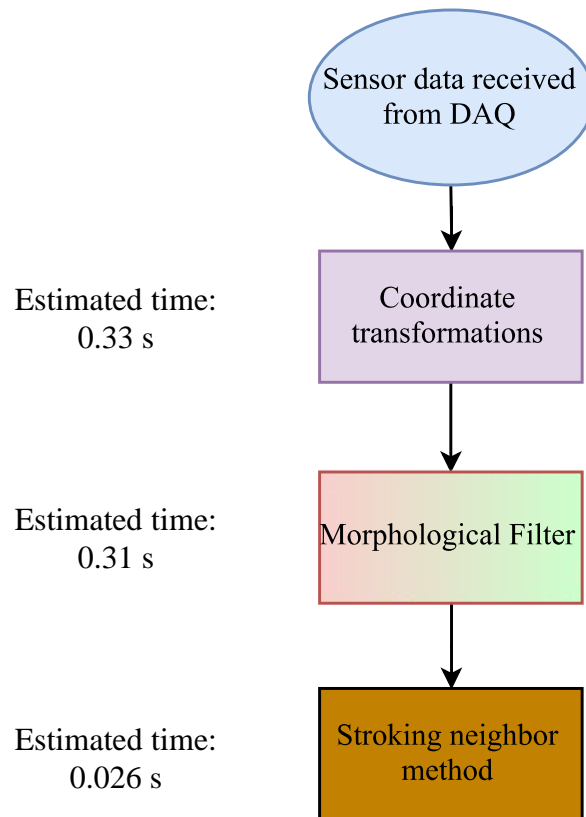 Sensor data received
from DAQ
Estimated time:
0.33 s
Coordinate
transformations
Estimated time:
0.31 s
Morphological Filter
Estimated time:
0.026 s
Stroking neighbor
method